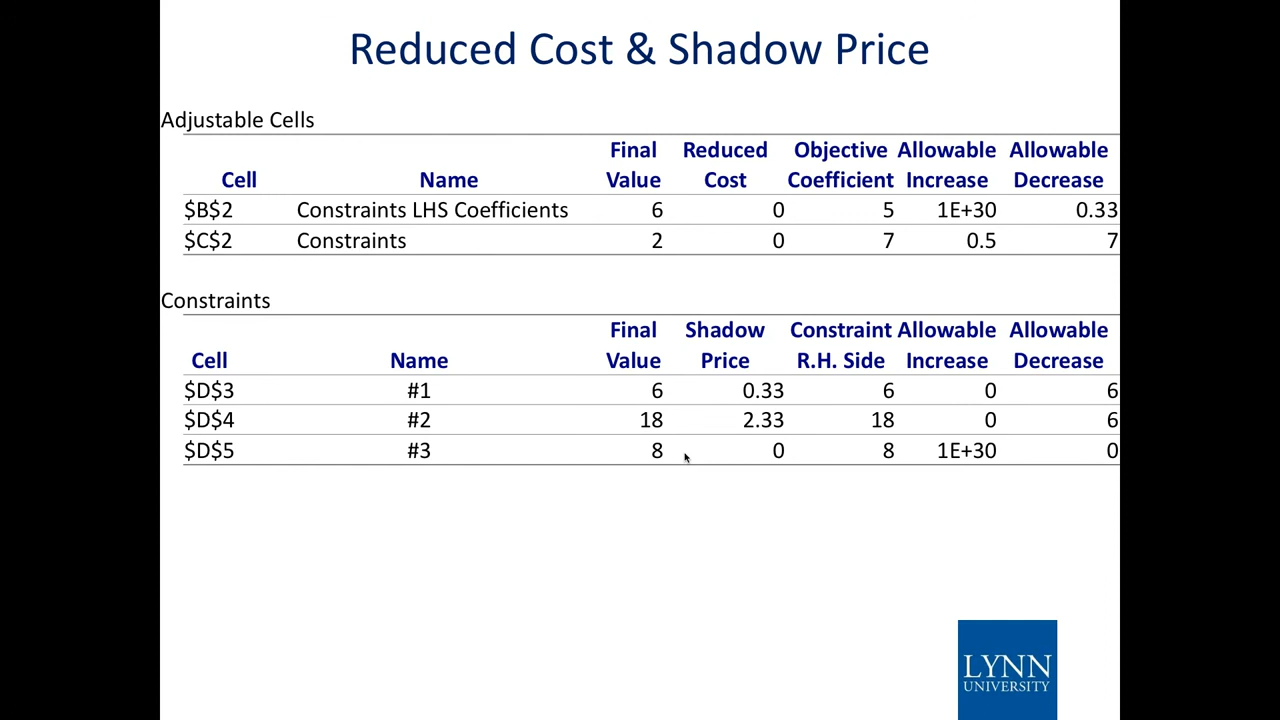 Reduced Cost & Shadow Price
Adjustable Cells
Final Reduced Objective Allowable Allowable
Cell Name Value Cost Coefficient Increase Decrease
$B$2 Constraints LHS Coefficients 6 0 5 1E+30 0.33
$C$2 Constraints 2 0 7 0.5 7
Constraints
Final Shadow Constraint Allowable Allowable
Cell Name Value Price R.H. Side Increase Decrease
$D$3 #1 6 0.33 6 0 6
$D$4 #2 18 2.33 18 0 6
$D$5 #3 8 0 8 1E+30 0
LYNN
UNIVERSITY